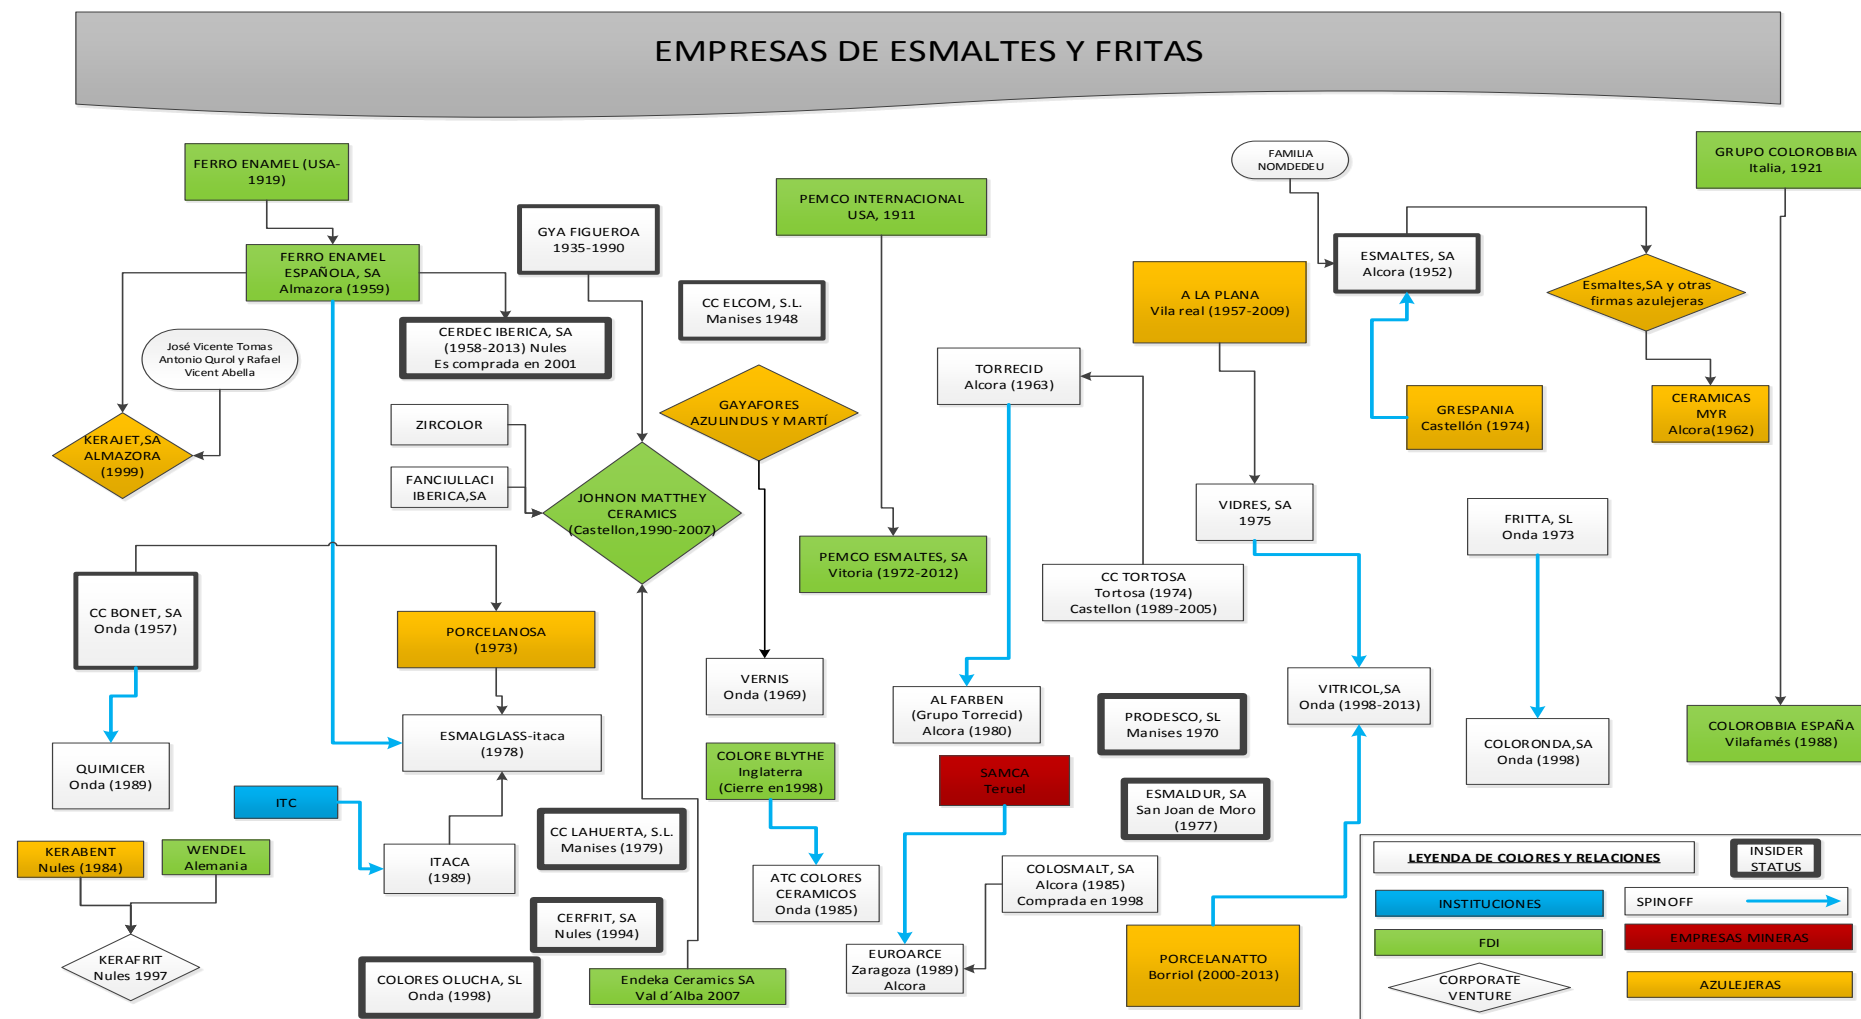 EMPRESAS DE ESMALTES Y FRITAS
FERRO ENAMEL (USA-
1919)
FAMILIA
NOMDEDEU
GRUPO COLOROBBIA
Italia, 1921
PEMCO INTERNACIONAL
USA, 1911
GYA FIGUEROA
1935-1990
FERRO ENAMEL
ESPAÑOLA, SA
Almazora (1959)
ESMALTES, SA
Alcora (1952)
CC ELCOM, S.L.
Manises 1948
A LA PLANA
Vila real (1957-2009)
Esmaltes,SA y otras
firmas azulejeras
CERDEC IBERICA, SA
(1958-2013) Nules
Es comprada en 2001
José Vicente Tomas
Antonio Qurol y Rafael
Vicent Abella
TORRECID
Alcora (1963)
ZIRCOLOR
GAYAFORES
AZULINDUS Y MARTÍ
GRESPANIA
Castellón (1974)
CERAMICAS
MYR
Alcora(1962)
KERAJET,SA
ALMAZORA
(1999)
FANCIULLACI
IBERICA,SA
JOHNON MATTHEY
CERAMICS
(Castellon,1990-2007)
VIDRES, SA
1975
FRITTA, SL
Onda 1973
PEMCO ESMALTES, SA
Vitoria (1972-2012)
CC TORTOSA
Tortosa (1974)
Castellon (1989-2005)
CC BONET, SA
Onda (1957)
PORCELANOSA
(1973)
VERNIS
Onda (1969)
AL FARBEN
(Grupo Torrecid)
Alcora (1980)
PRODESCO, SL
Manises 1970
VITRICOL,SA
Onda (1998-2013)
ESMALGLASS-itaca
(1978)
COLORONDA,SA
Onda (1998)
COLOROBBIA ESPAÑA
Vilafamés (1988)
QUIMICER
Onda (1989)
COLORE BLYTHE
Inglaterra
(Cierre en1998)
SAMCA
Teruel
ITC
ESMALDUR, SA
San Joan de Moro
(1977)
CC LAHUERTA, S.L.
Manises (1979)
KERABENT
Nules (1984)
WENDEL
Alemania
ITACA
(1989)
ATC COLORES
CERAMICOS
Onda (1985)
COLOSMALT, SA
Alcora (1985)
Comprada en 1998
CERFRIT, SA
Nules (1994)
KERAFRIT
Nules 1997
COLORES OLUCHA, SL
Onda (1998)
Endeka Ceramics SA
Val d´Alba 2007
EUROARCE
Zaragoza (1989)
Alcora
PORCELANATTO
Borriol (2000-2013)
LEYENDA DE COLORES Y RELACIONES
INSIDER
STATUS
INSTITUCIONES
SPINOFF
FDI
EMPRESAS MINERAS
CORPORATE
VENTURE
AZULEJERAS